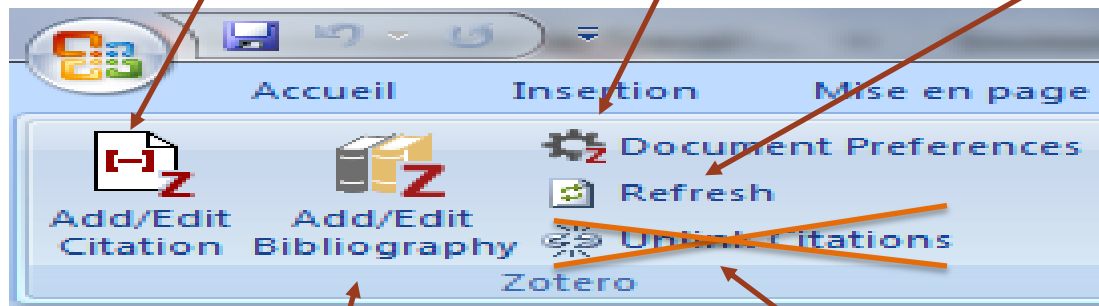 Accueil Insertion Mise en page
Document Preferences
Refresh
Add/Edit Citation
Add/Edit Bibliography
Unlink Citations
Zotero